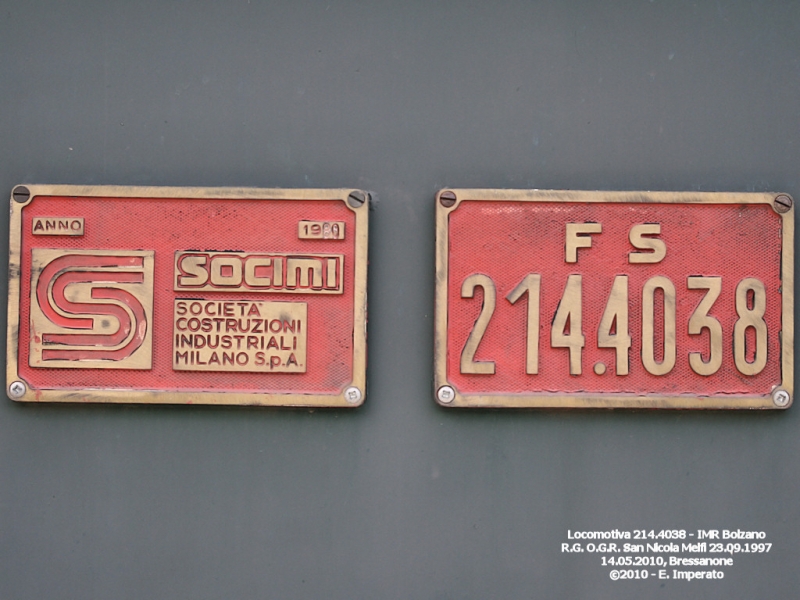 ANNO
SOCIMI
SOCIETA'
COSTRUZIONI
INDUSTRIALI
MILANO S.p.A.
F S
214.4038
Locomotiva 214.4038 - IMR Bolzano
R.G. O.G.R. San Nicola Melfi 23.09.1997
14.05.2010, Bressanone
©2010 - E. Imperato